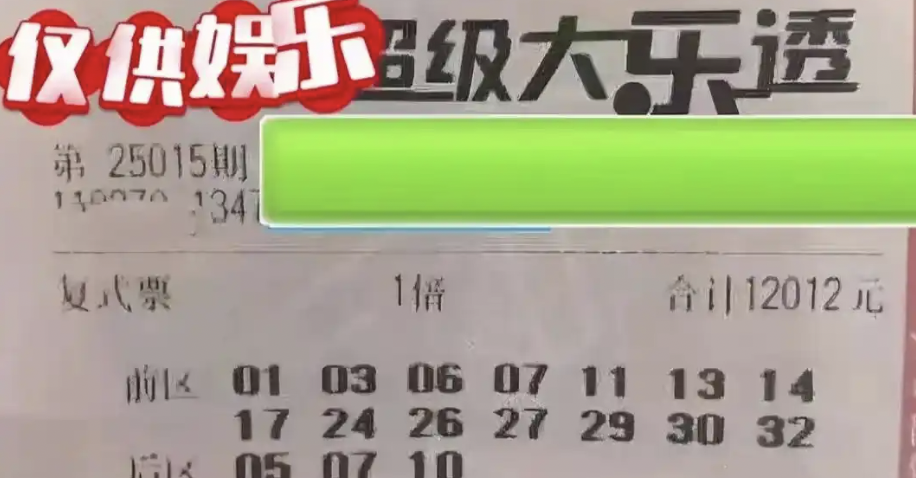 仅供娱乐
超级大乐透
第 25015期
复式票 1倍 合计12012元
前区 01 03 06 07 11 13 14
17 24 26 27 29 30 32
后区 05 07 10